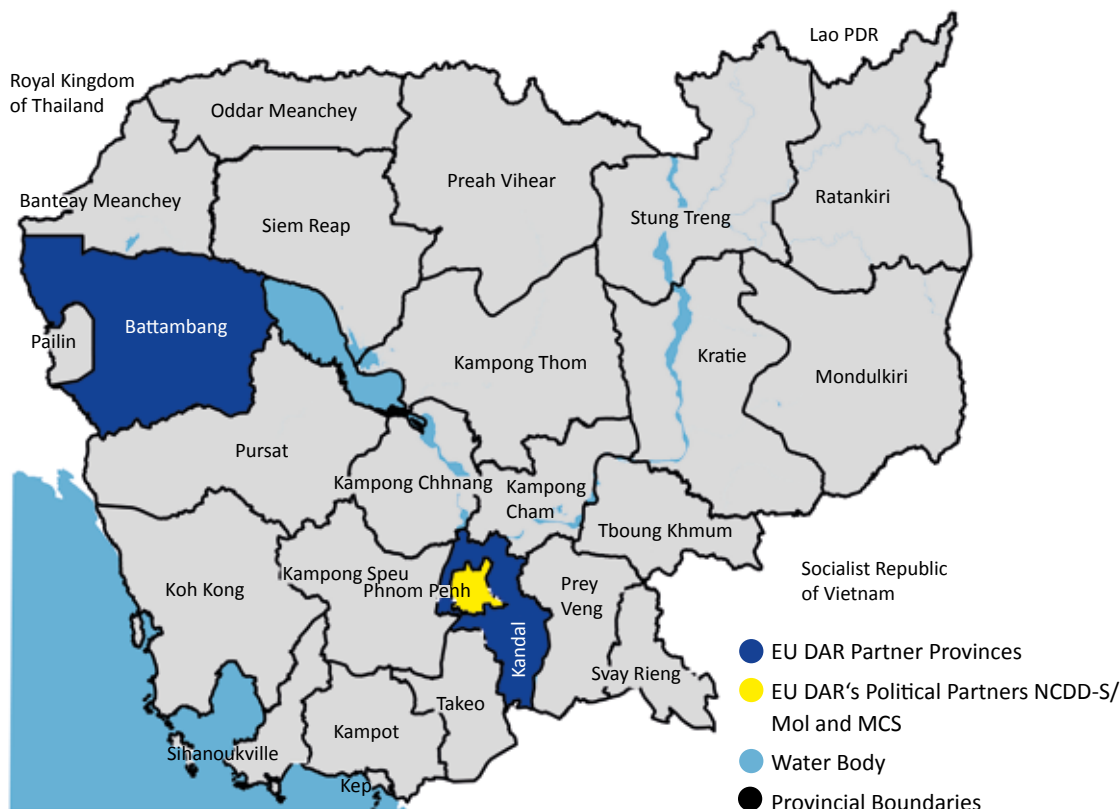 Lao PDR
Royal Kingdom
of Thailand
Oddar Meanchey
Preah Vihear
Banteay Meanchey
Siem Reap
Stung Treng
Ratankiri
Battambang
Pailin
Kampong Thom
Kratie
Mondulkiri
Pursat
Kampong Chhnang
Kampong
Cham
Tboung Khmum
Koh Kong
Kampong Speu
Phnom Penh
Prey
Veng
Socialist Republic
of Vietnam
Kandal
Svay Rieng
Takeo
Kampot
Sihanoukville
Kep
EU DAR Partner Provinces
EU DAR‘s Political Partners NCDD-S/
MoI and MCS
Water Body
Provincial Boundaries